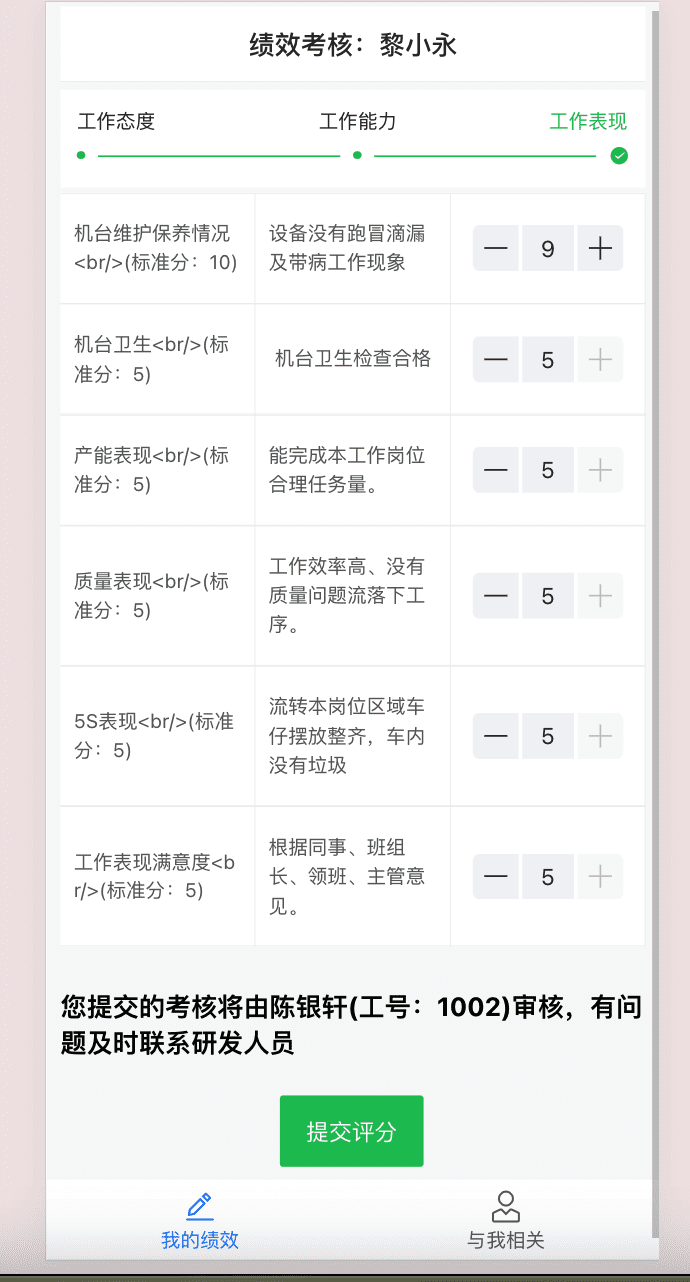 绩效考核：黎小永
工作态度
工作能力
工作表现
机台维护保养情况
<br/>(标准分：10)
设备没有跑冒滴漏
及带病工作现象
9
机台卫生<br/>(标
准分：5)
机台卫生检查合格
5
产能表现<br/>(标
准分：5)
能完成本工作岗位
合理任务量。
5
质量表现<br/>(标
准分：5)
工作效率高、没有
质量问题流落下工
序。
5
5S表现<br/>(标准
分：5)
流转本岗位区域车
仔摆放整齐，车内
没有垃圾
5
工作表现满意度<b
r/>(标准分：5)
根据同事、班组
长、领班、主管意
见。
5
您提交的考核将由陈银轩(工号：1002)审核，有问
题及时联系研发人员
提交评分
我的绩效
与我相关